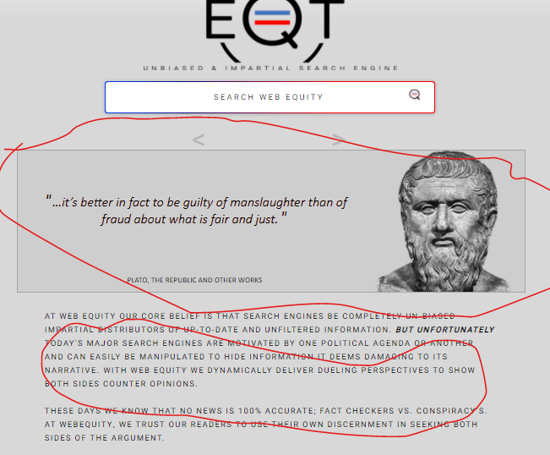 EQT
UNBIASED & IMPARTIAL SEARCH ENGINE
SEARCH WEB EQUITY
< >
"...it's better in fact to be guilty of manslaughter than of
fraud about what is fair and just."
PLATO, THE REPUBLIC AND OTHER WORKS
AT WEB EQUITY OUR CORE BELIEF IS THAT SEARCH ENGINES BE COMPLETELY UN-BIASED
IMPARTIAL DISTRIBUTORS OF UP-TO-DATE AND UNFILTERED INFORMATION. BUT UNFORTUNATELY
TODAY'S MAJOR SEARCH ENGINES ARE MOTIVATED BY ONE POLITICAL AGENDA OR ANOTHER
AND CAN EASILY BE MANIPULATED TO HIDE INFORMATION IT DEEMS DAMAGING TO ITS
NARRATIVE. WITH WEB EQUITY WE DYNAMICALLY DELIVER DUELING PERSPECTIVES TO SHOW
BOTH SIDES COUNTER OPINIONS.
THESE DAYS WE KNOW THAT NO NEWS IS 100% ACCURATE; FACT CHECKERS VS. CONSPIRACY'S.
AT WEBEQUITY, WE TRUST OUR READERS TO USE THEIR OWN DISCERNMENT IN SEEKING BOTH
SIDES OF THE ARGUMENT.